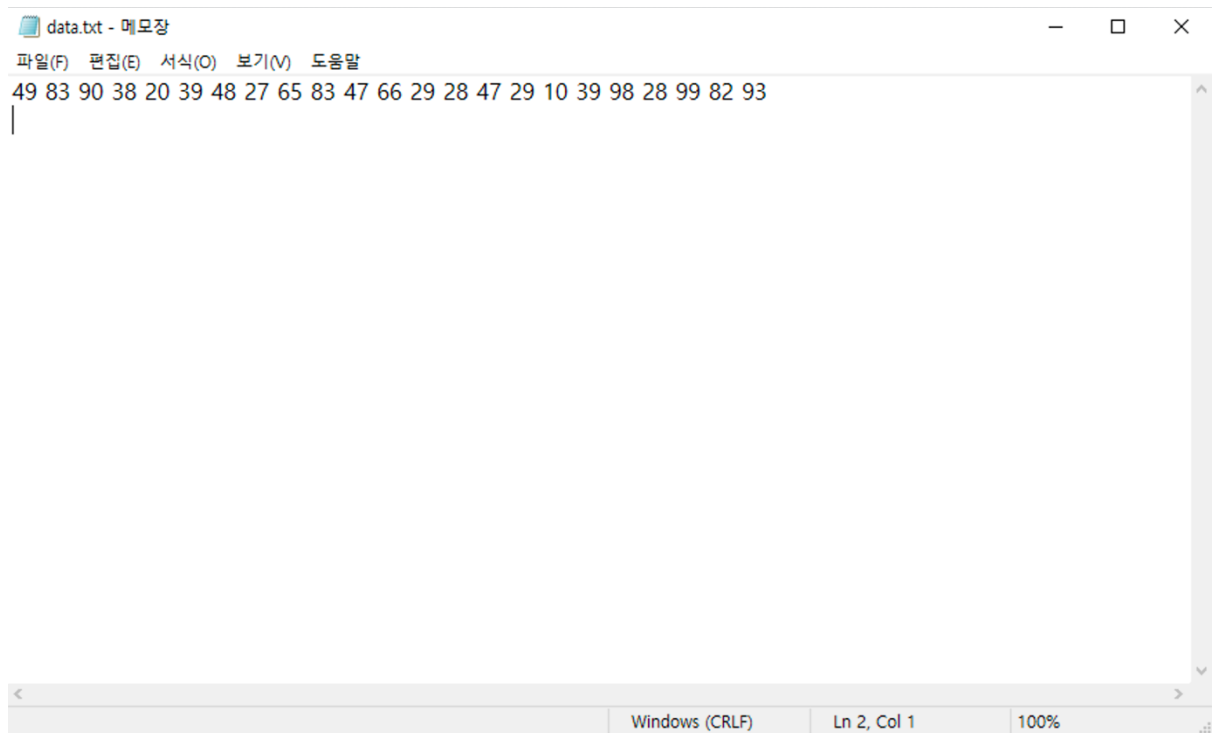 data.txt - 메모장
파일(F) 편집(E) 서식(O) 보기(V) 도움말
49 83 90 38 20 39 48 27 65 83 47 66 29 28 47 29 10 39 98 28 99 82 93
Windows (CRLF) Ln 2, Col 1 100%